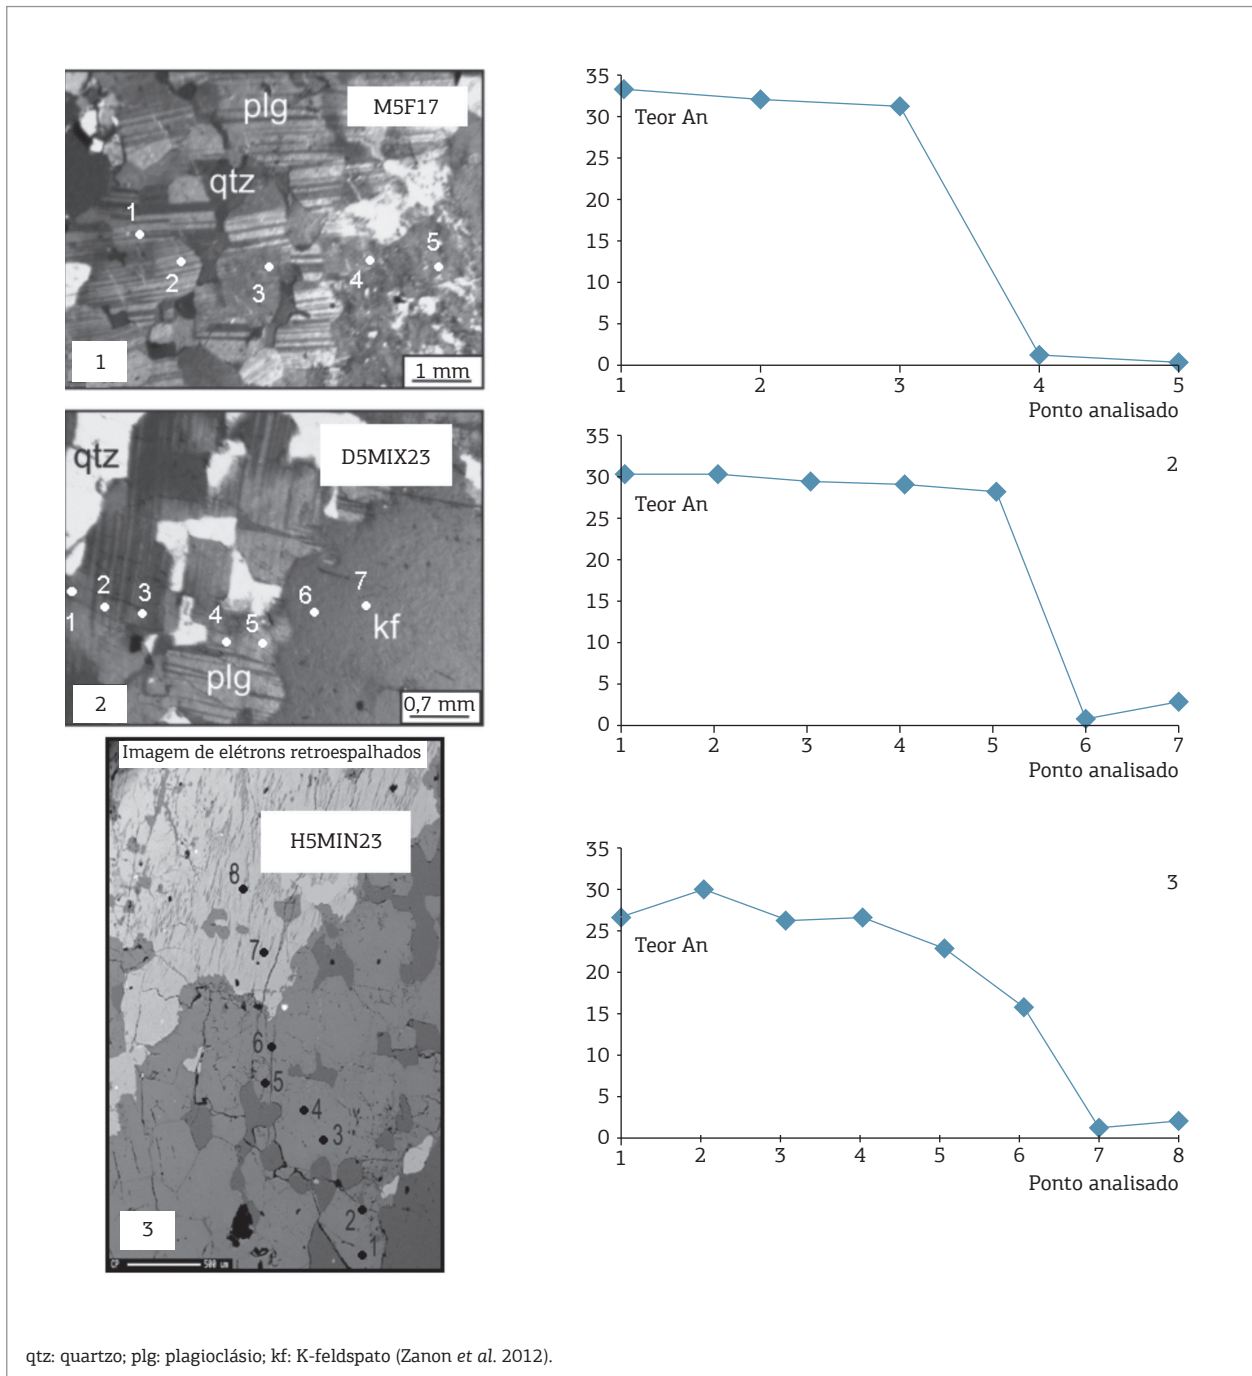 plg
M5F17
qtz
1
2
3
4
5
1
1 mm
35
30
25
20
15
10
5
0
Teor An
1 2 3 4 5
Ponto analisado
qtz
D5MIX23
1
2
3
4
5
6
7
kf
plg
2
0,7 mm
35
30
25
20
15
10
5
0
Teor An
2
1 2 3 4 5 6 7
Ponto analisado
Imagem de elétrons retroespalhados
H5MIN23
8
7
6
5
4
3
2
1
3
CP 500 um
35
30
25
20
15
10
5
0
Teor An
3
1 2 3 4 5 6 7 8
Ponto analisado
qtz: quartzo; plg: plagioclásio; kf: K-feldspato (Zanon et al. 2012).